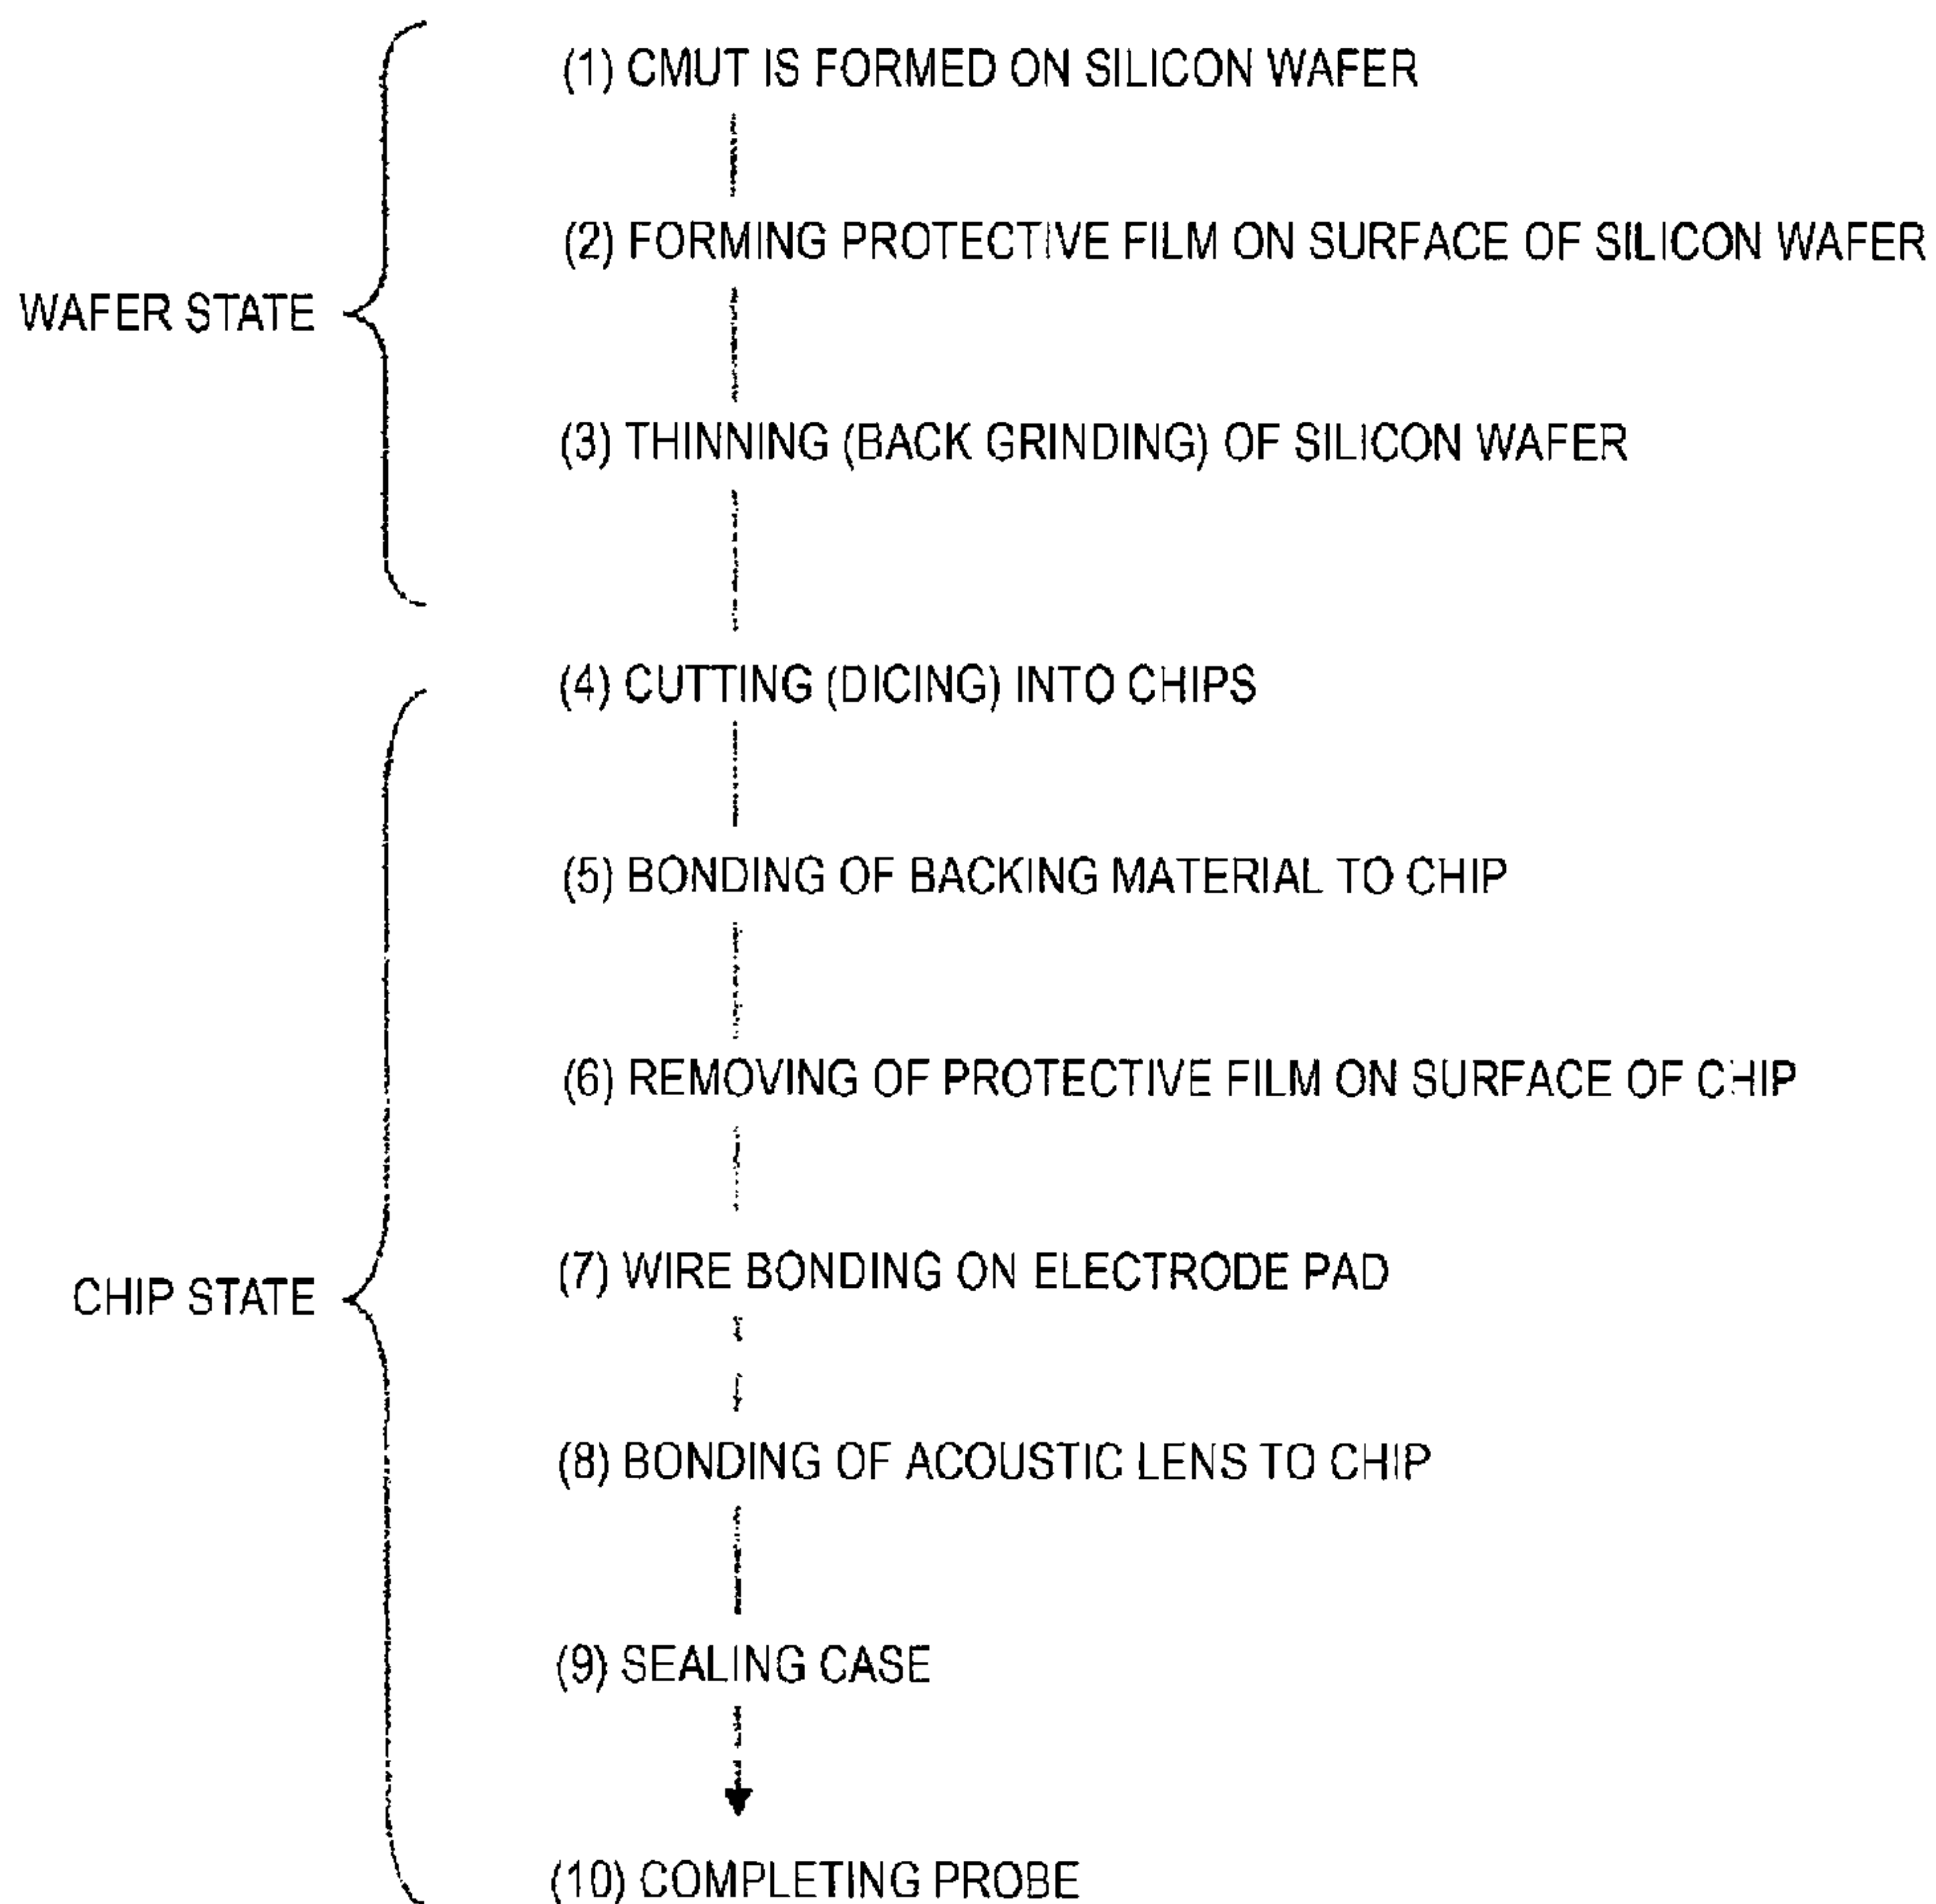 (1) CMUT IS FORMED ON SILICON WAFER
(2) FORMING PROTECTIVE FILM ON SURFACE OF SILICON WAFER
WAFER STATE
(3) THINNING (BACK GRINDING) OF SILICON WAFER
(4) CUTTING (DICING) INTO CHIPS
(5) BONDING OF BACKING MATERIAL TO CHIP
(6) REMOVING OF PROTECTIVE FILM ON SURFACE OF CHIP
(7) WIRE BONDING ON ELECTRODE PAD
CHIP STATE
(8) BONDING OF ACOUSTIC LENS TO CHIP
(9) SEALING CASE
(10) COMPLETING PROBE